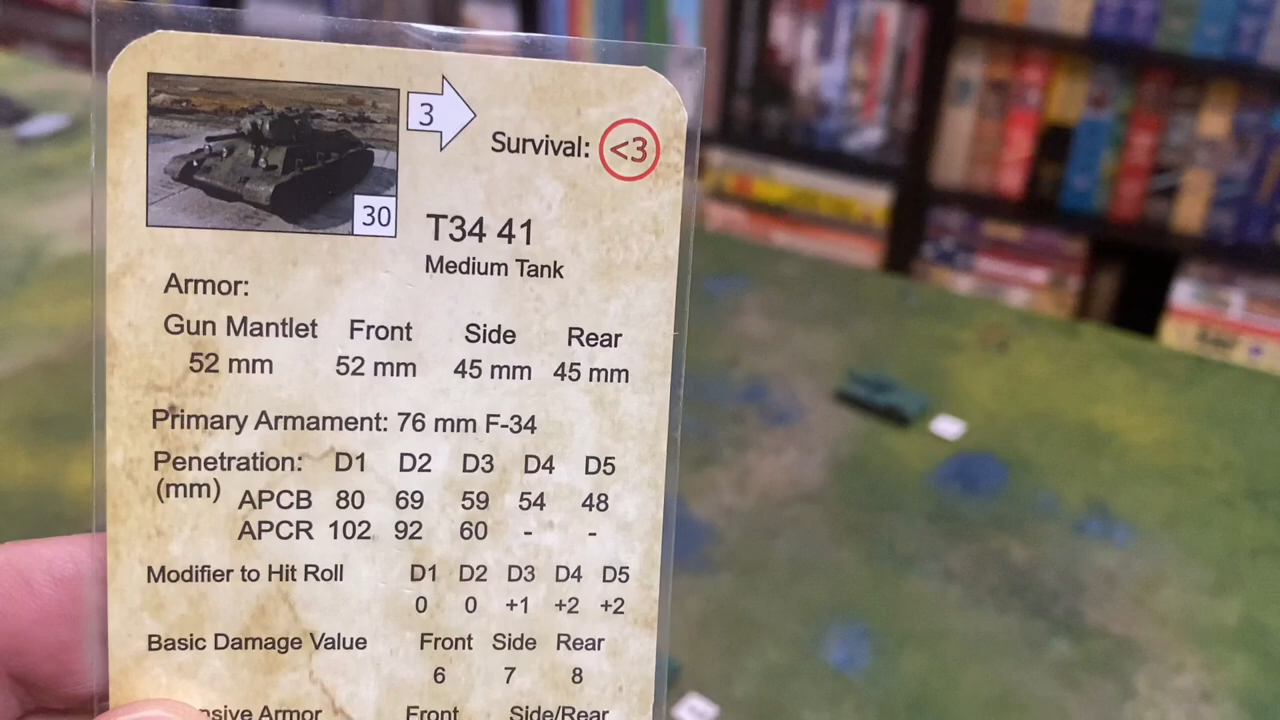 3
Survival: <3
30
T34 41
Medium Tank
Armor:
Gun Mantlet Front Side Rear
52 mm 52 mm 45 mm 45 mm
Primary Armament: 76 mm F-34
Penetration: D1 D2 D3 D4 D5
(mm) APCB 80 69 59 54 48
APCR 102 92 60 - -
Modifier to Hit Roll D1 D2 D3 D4 D5
0 0 +1 +2 +2
Basic Damage Value Front Side Rear
6 7 8
Armor Front Side/Rear